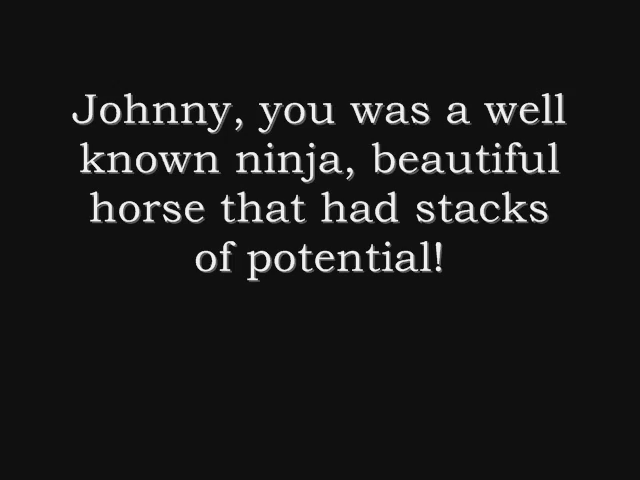 Johnny, you was a well
known ninja, beautiful
horse that had stacks
of potential!